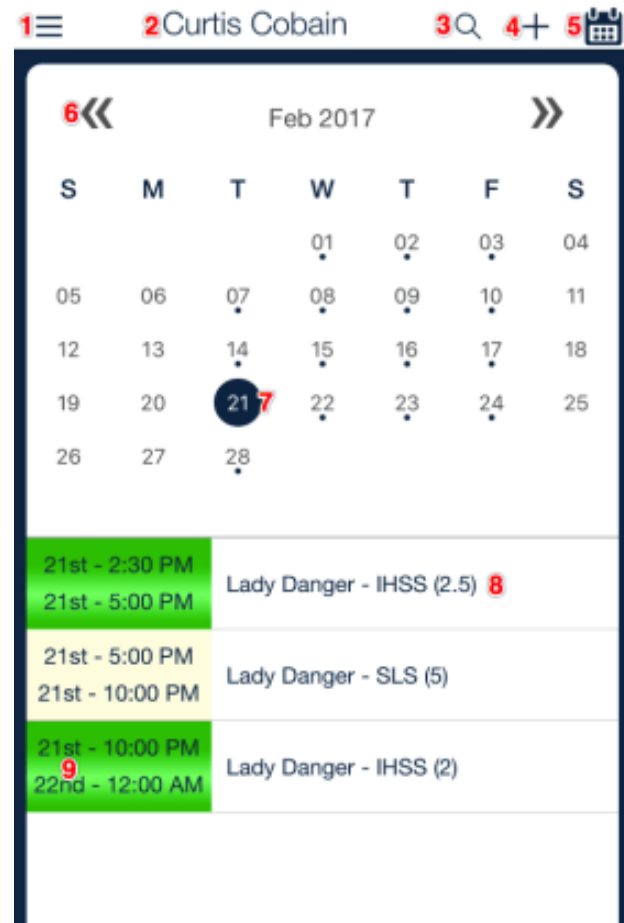 1 2 Curtis Cobain 3 4 5
6 Feb 2017
S M T W T F S
01 02 03 04
05 06 07 08 09 10 11
12 13 14 15 16 17 18
19 20 21 7 22 23 24 25
26 27 28
21st - 2:30 PM
21st - 5:00 PM
Lady Danger - IHSS (2.5) 8
21st - 5:00 PM
21st - 10:00 PM
Lady Danger - SLS (5)
21st - 10:00 PM
9
22nd - 12:00 AM
Lady Danger - IHSS (2)